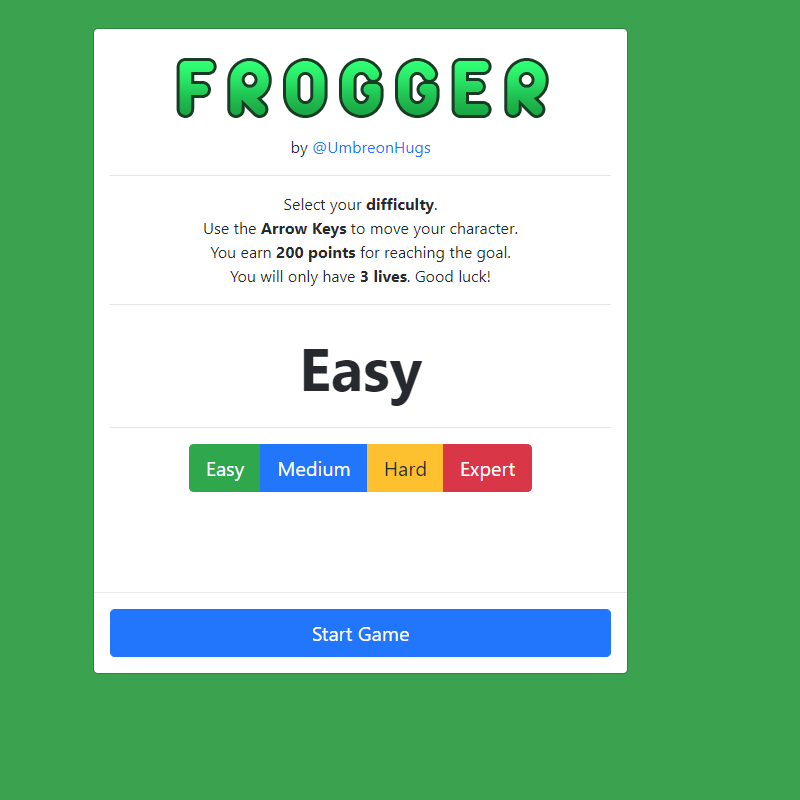 FROGGER
by @UmbreonHugs
Select your difficulty.
Use the Arrow Keys to move your character.
You earn 200 points for reaching the goal.
You will only have 3 lives. Good luck!
Easy
Easy Medium Hard Expert
Start Game